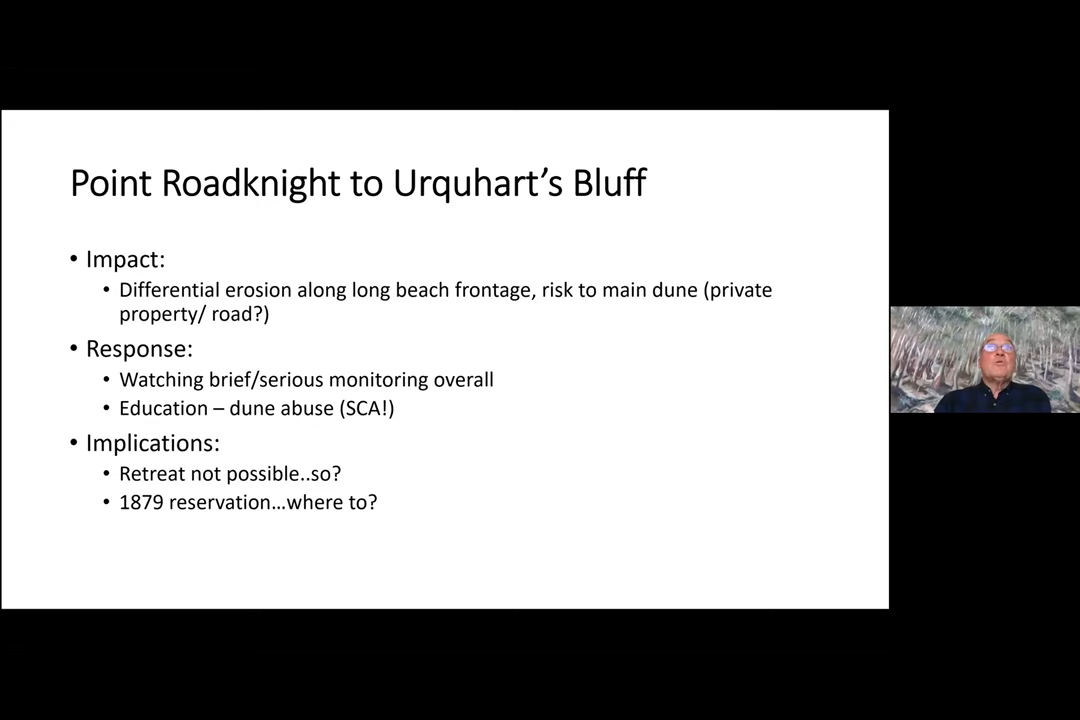 Point Roadknight to Urquhart’s Bluff
• Impact:
• Differential erosion along long beach frontage, risk to main dune (private
property/ road?)
• Response:
• Watching brief/serious monitoring overall
• Education – dune abuse (SCA!)
• Implications:
• Retreat not possible..so?
• 1879 reservation…where to?